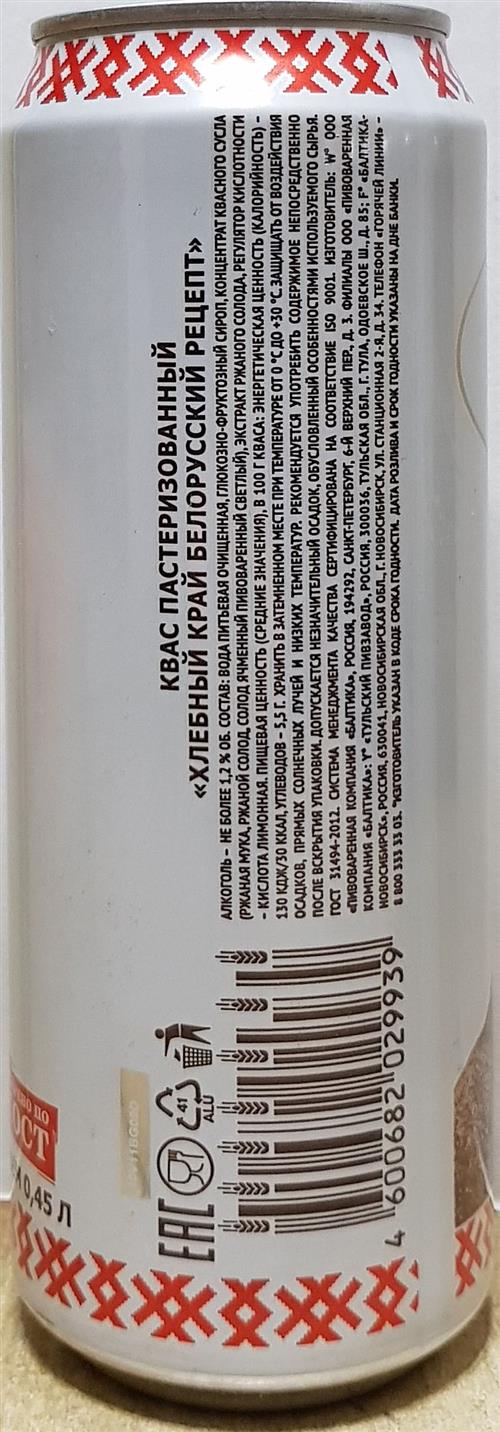 КВАС ПАСТЕРИЗОВАННЫЙ
«ХЛЕБНЫЙ КРАЙ БЕЛОРУССКИЙ РЕЦЕПТ»
АЛКОГОЛЬ – НЕ БОЛЕЕ 1,2 % ОБ. СОСТАВ: ВОДА ПИТЬЕВАЯ ОЧИЩЕННАЯ, ГЛЮКОЗНО-ФРУКТОЗНЫЙ СИРОП, КОНЦЕНТРАТ КВАСНОГО СУСЛА
(РЖАНАЯ МУКА, РЖАНОЙ СОЛОД, СОЛОД ЯЧМЕННЫЙ ПИВОВАРЕННЫЙ СВЕТЛЫЙ), ЭКСТРАКТ РЖАНОГО СОЛОДА, РЕГУЛЯТОР КИСЛОТНОСТИ
– КИСЛОТА ЛИМОННАЯ. ПИЩЕВАЯ ЦЕННОСТЬ (СРЕДНИЕ ЗНАЧЕНИЯ), В 100 Г КВАСА: ЭНЕРГЕТИЧЕСКАЯ ЦЕННОСТЬ (КАЛОРИЙНОСТЬ) –
130 КДЖ/30 ККАЛ, УГЛЕВОДОВ – 5,5 Г. ХРАНИТЬ В ЗАТЕМНЕННОМ МЕСТЕ ПРИ ТЕМПЕРАТУРЕ ОТ 0 °С ДО +30 °С. ЗАЩИЩАТЬ ОТ ВОЗДЕЙСТВИЯ
ОСАДКОВ, ПРЯМЫХ СОЛНЕЧНЫХ ЛУЧЕЙ И НИЗКИХ ТЕМПЕРАТУР. РЕКОМЕНДУЕТСЯ УПОТРЕБИТЬ СОДЕРЖИМОЕ НЕПОСРЕДСТВЕННО
ПОСЛЕ ВСКРЫТИЯ УПАКОВКИ. ДОПУСКАЕТСЯ НЕЗНАЧИТЕЛЬНЫЙ ОСАДОК, ОБУСЛОВЛЕННЫЙ ОСОБЕННОСТЯМИ ИСПОЛЬЗУЕМОГО СЫРЬЯ.
ГОСТ 31494-2012. СИСТЕМА МЕНЕДЖМЕНТА КАЧЕСТВА СЕРТИФИЦИРОВАНА НА СООТВЕТСТВИЕ ISO 9001. ИЗГОТОВИТЕЛЬ: W° ООО
«ПИВОВАРЕННАЯ КОМПАНИЯ «БАЛТИКА», РОССИЯ, 194292, САНКТ-ПЕТЕРБУРГ, 6-Й ВЕРХНИЙ ПЕР., Д. 3. ФИЛИАЛЫ ООО «ПИВОВАРЕННАЯ
КОМПАНИЯ «БАЛТИКА»: Y° «ТУЛЬСКИЙ ПИВЗАВОД», РОССИЯ, 300036, ТУЛЬСКАЯ ОБЛ., Г. ТУЛА, ОДОЕВСКОЕ Ш., Д. 85; F° «БАЛТИКА-
НОВОСИБИРСК», РОССИЯ, 630041, НОВОСИБИРСКАЯ ОБЛ., Г. НОВОСИБИРСК, УЛ. СТАНЦИОННАЯ 2-Я, Д. 34. ТЕЛЕФОН «ГОРЯЧЕЙ ЛИНИИ» –
8 800 333 33 03. °ИЗГОТОВИТЕЛЬ УКАЗАН В КОДЕ СРОКА ГОДНОСТИ. ДАТА РОЗЛИВА И СРОК ГОДНОСТИ УКАЗАНЫ НА ДНЕ БАНКИ.
EAC
41
ALU
4 600682 029939
ПО
ОСТ
0,45 Л